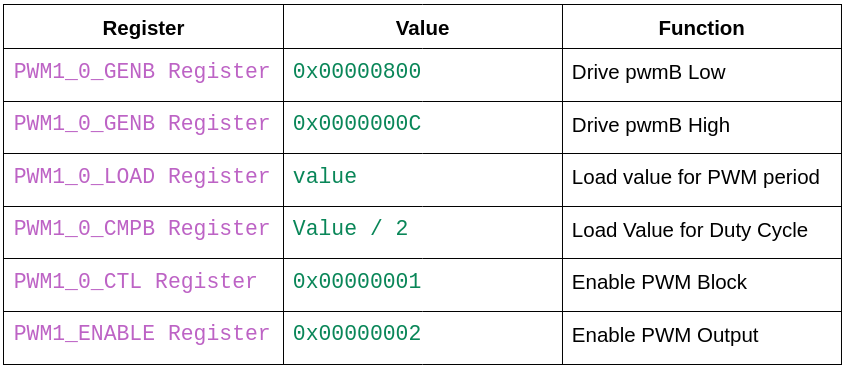 Register Value Function
PWM1_0_GENB Register 0x00000800 Drive pwmB Low
PWM1_0_GENB Register 0x0000000C Drive pwmB High
PWM1_0_LOAD Register value Load value for PWM period
PWM1_0_CMPB Register Value / 2 Load Value for Duty Cycle
PWM1_0_CTL Register 0x00000001 Enable PWM Block
PWM1_ENABLE Register 0x00000002 Enable PWM Output